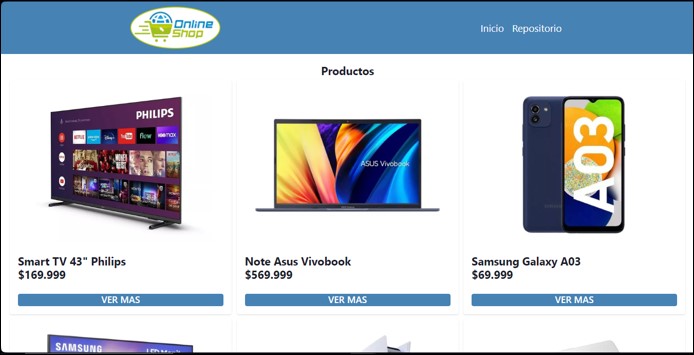 Online
Shop
Inicio Repositorio
Productos
PHILIPS
ASUS Vivobook
A03
Smart TV 43" Philips
$169.999
VER MAS
Note Asus Vivobook
$569.999
VER MAS
Samsung Galaxy A03
$69.999
VER MAS
SAMSUNG